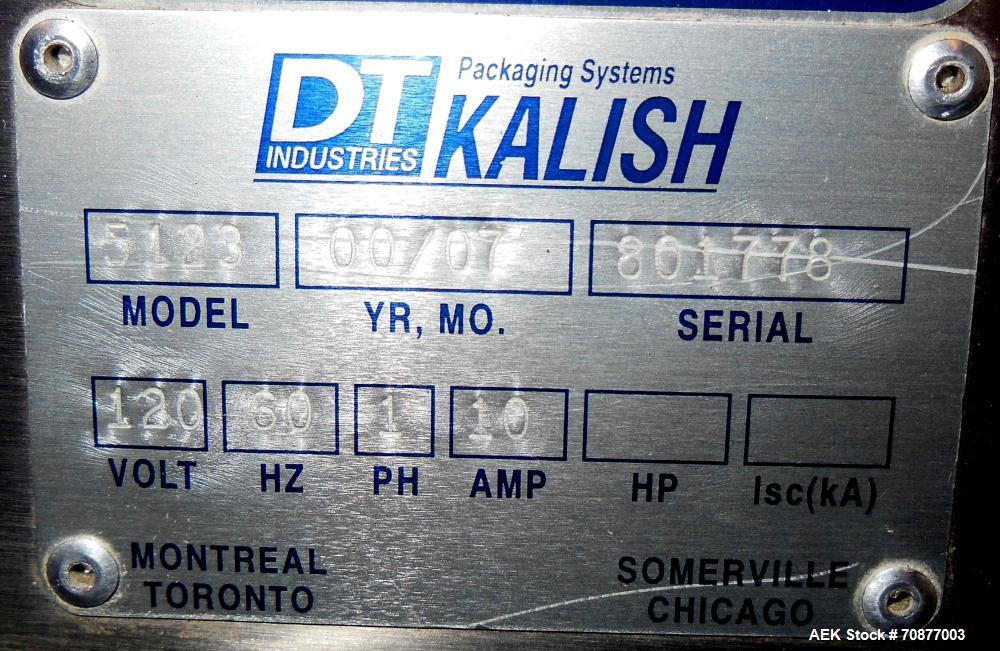 DT INDUSTRIES Packaging Systems
KALISH
5123 00/07 801778
MODEL YR, MO. SERIAL
120 60 1 10
VOLT HZ PH AMP HP Isc(kA)
MONTREAL SOMERVILLE
TORONTO CHICAGO
AEK Stock # 70877003